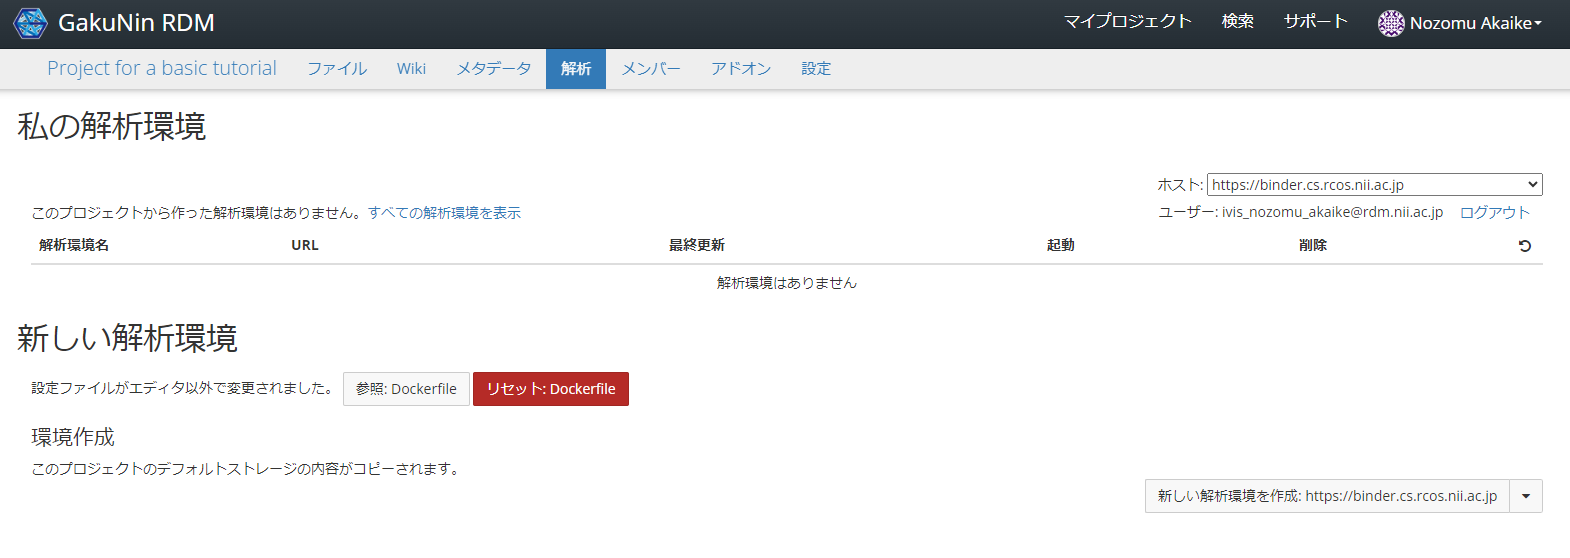 GakuNin RDM
マイプロジェクト 検索 サポート Nozomu Akaike
Project for a basic tutorial ファイル Wiki メタデータ 解析 メンバー アドオン 設定
私の解析環境
ホスト: https://binder.cs.rcos.nii.ac.jp
このプロジェクトから作った解析環境はありません。すべての解析環境を表示
ユーザー: ivis_nozomu_akaike@rdm.nii.ac.jp ログアウト
解析環境名 URL 最終更新 起動 削除
解析環境はありません
新しい解析環境
設定ファイルがエディタ以外で変更されました。 参照: Dockerfile リセット: Dockerfile
環境作成
このプロジェクトのデフォルトストレージの内容がコピーされます。
新しい解析環境を作成: https://binder.cs.rcos.nii.ac.jp